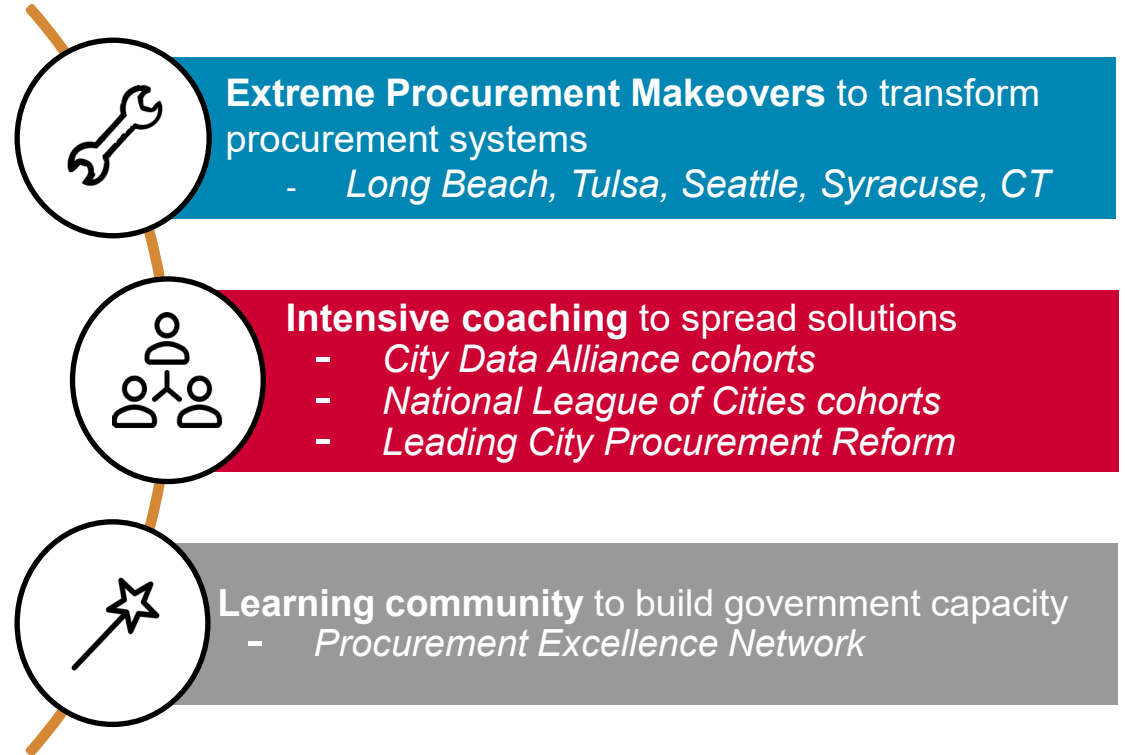 Extreme Procurement Makeovers to transform
procurement systems
- Long Beach, Tulsa, Seattle, Syracuse, CT
Intensive coaching to spread solutions
- City Data Alliance cohorts
- National League of Cities cohorts
- Leading City Procurement Reform
Learning community to build government capacity
- Procurement Excellence Network